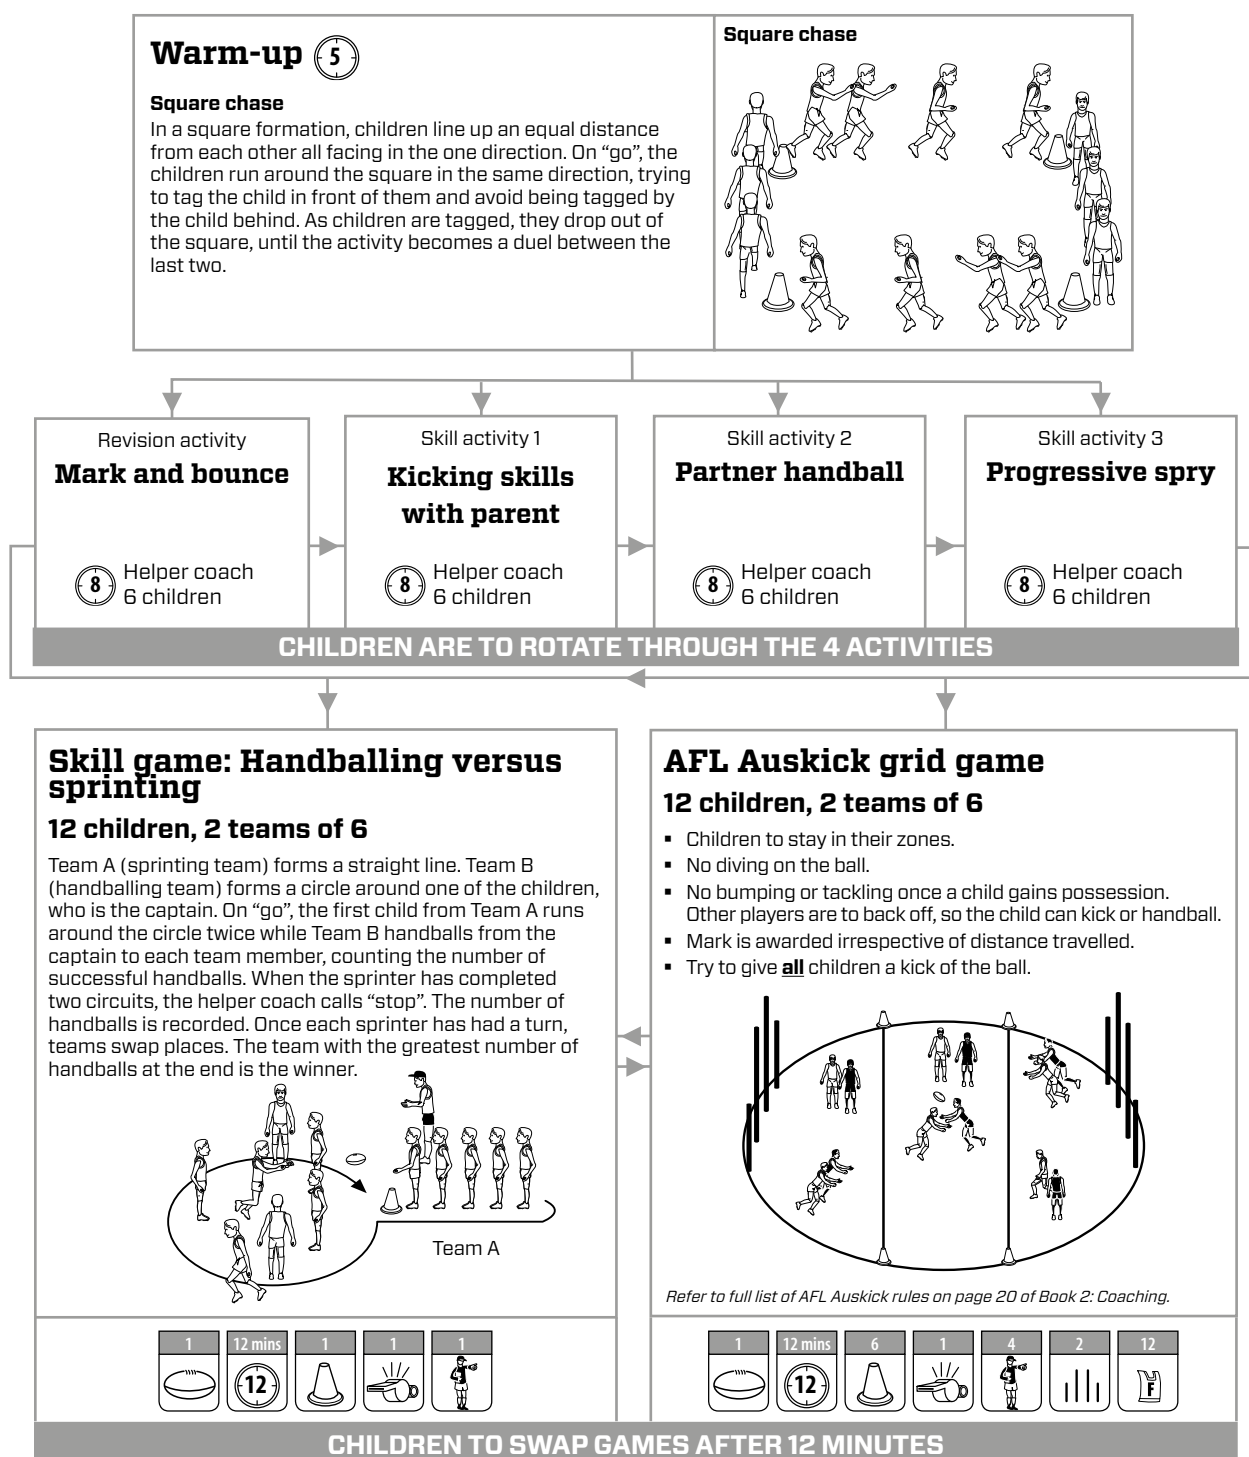 Warm-up 5
Square chase
In a square formation, children line up an equal distance
from each other all facing in the one direction. On “go”, the
children run around the square in the same direction, trying
to tag the child in front of them and avoid being tagged by
the child behind. As children are tagged, they drop out of
the square, until the activity becomes a duel between the
last two.
Square chase
Revision activity
Mark and bounce
8 Helper coach
6 children
Skill activity 1
Kicking skills
with parent
8 Helper coach
6 children
Skill activity 2
Partner handball
8 Helper coach
6 children
Skill activity 3
Progressive spry
8 Helper coach
6 children
CHILDREN ARE TO ROTATE THROUGH THE 4 ACTIVITIES
Skill game: Handballing versus
sprinting
12 children, 2 teams of 6
Team A (sprinting team) forms a straight line. Team B
(handballing team) forms a circle around one of the children,
who is the captain. On “go”, the first child from Team A runs
around the circle twice while Team B handballs from the
captain to each team member, counting the number of
successful handballs. When the sprinter has completed
two circuits, the helper coach calls “stop”. The number of
handballs is recorded. Once each sprinter has had a turn,
teams swap places. The team with the greatest number of
handballs at the end is the winner.
Team A
1 12 mins 1 1 1
12
AFL Auskick grid game
12 children, 2 teams of 6
▪ Children to stay in their zones.
▪ No diving on the ball.
▪ No bumping or tackling once a child gains possession.
Other players are to back off, so the child can kick or handball.
▪ Mark is awarded irrespective of distance travelled.
▪ Try to give all children a kick of the ball.
Refer to full list of AFL Auskick rules on page 20 of Book 2: Coaching.
1 12 mins 6 1 4 2 12
12 F
CHILDREN TO SWAP GAMES AFTER 12 MINUTES